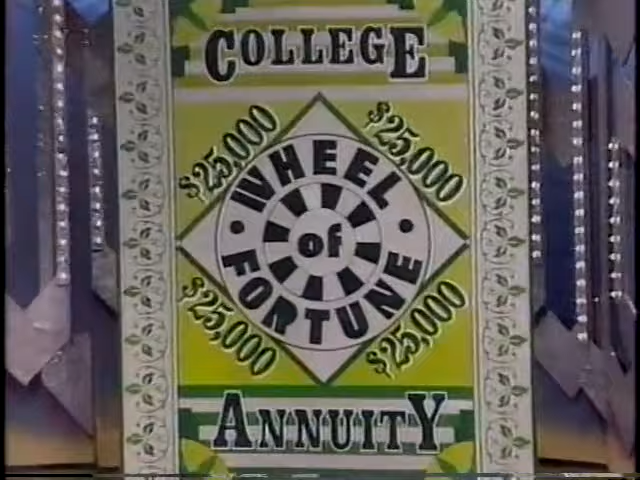 COLLEGE
$25,000
$25,000
WHEEL
of
FORTUNE
$25,000
$25,000
ANNUITY